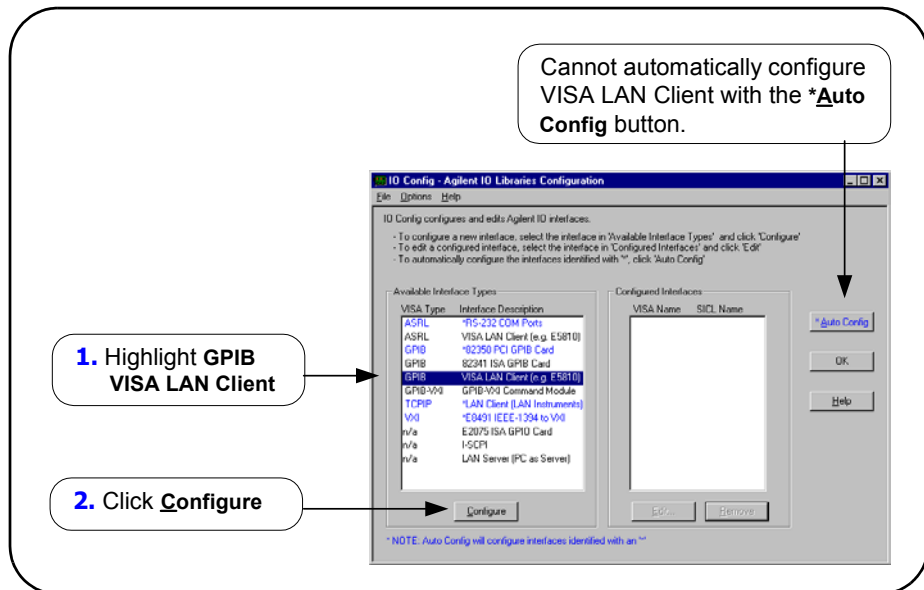 Cannot automatically configure
VISA LAN Client with the *Auto
Config button.
IO Config - Agilent IO Libraries Configuration
File Options Help
IO Config configures and edits Agilent IO interfaces.
- To configure a new interface, select the interface in 'Available Interface Types' and click 'Configure'
- To edit a configured interface, select the interface in 'Configured Interfaces' and click 'Edit'
- To automatically configure the interfaces identified with '*', click 'Auto Config'
Available Interface Types
VISA Type Interface Description
ASRL *RS-232 COM Ports
ASRL VISA LAN Client (e.g. E5810)
GPIB *82350 PCI GPIB Card
GPIB 82341 ISA GPIB Card
GPIB VISA LAN Client (e.g. E5810)
GPIB-VXI GPIB-VXI Command Module
TCPIP *LAN Client (LAN Instruments)
VXI *E8491 IEEE-1394 to VXI
n/a E2075 ISA GPIO Card
n/a I-SCPI
n/a LAN Server (PC as Server)
Configure
Configured Interfaces
VISA Name SICL Name
Edit... Remove
*Auto Config
OK
Help
* NOTE: Auto Config will configure interfaces identified with an '*'
1. Highlight GPIB
VISA LAN Client
2. Click Configure